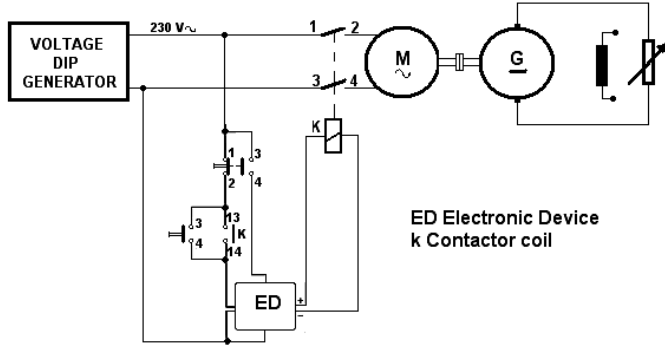 230 V~
1
2
VOLTAGE
DIP
GENERATOR
M
~
G
3
4
K
1
3
2
4
3
13
K
4
14
ED
+
−
ED Electronic Device
k Contactor coil